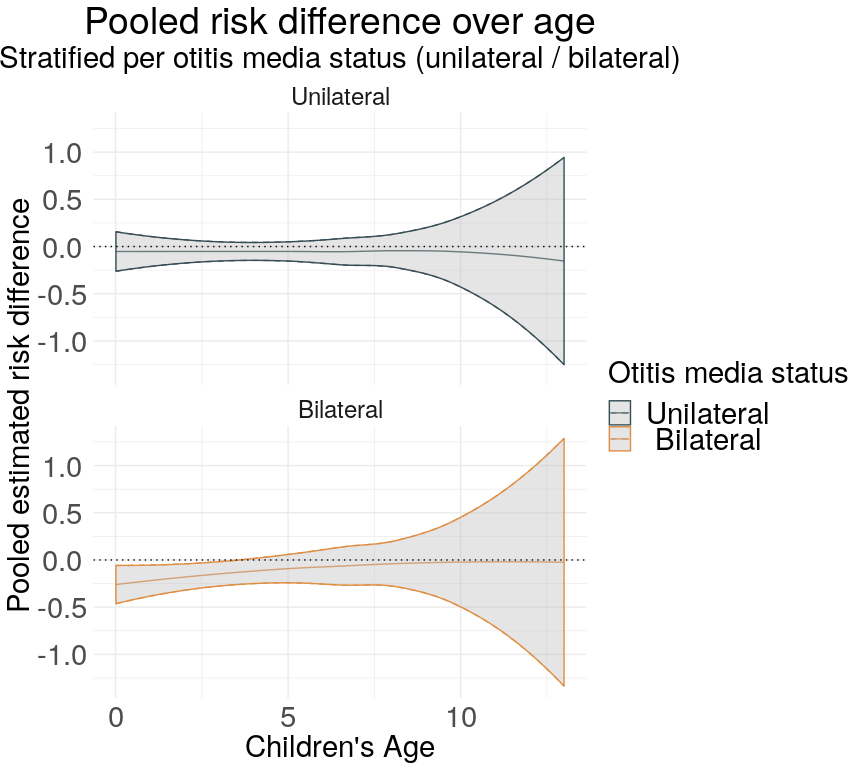 Pooled risk difference over age
Stratified per otitis media status (unilateral / bilateral)
Unilateral
1.0
0.5
0.0
-0.5
-1.0
Bilateral
1.0
0.5
0.0
-0.5
-1.0
0 5 10
Children's Age
Pooled estimated risk difference
Otitis media status
Unilateral
Bilateral